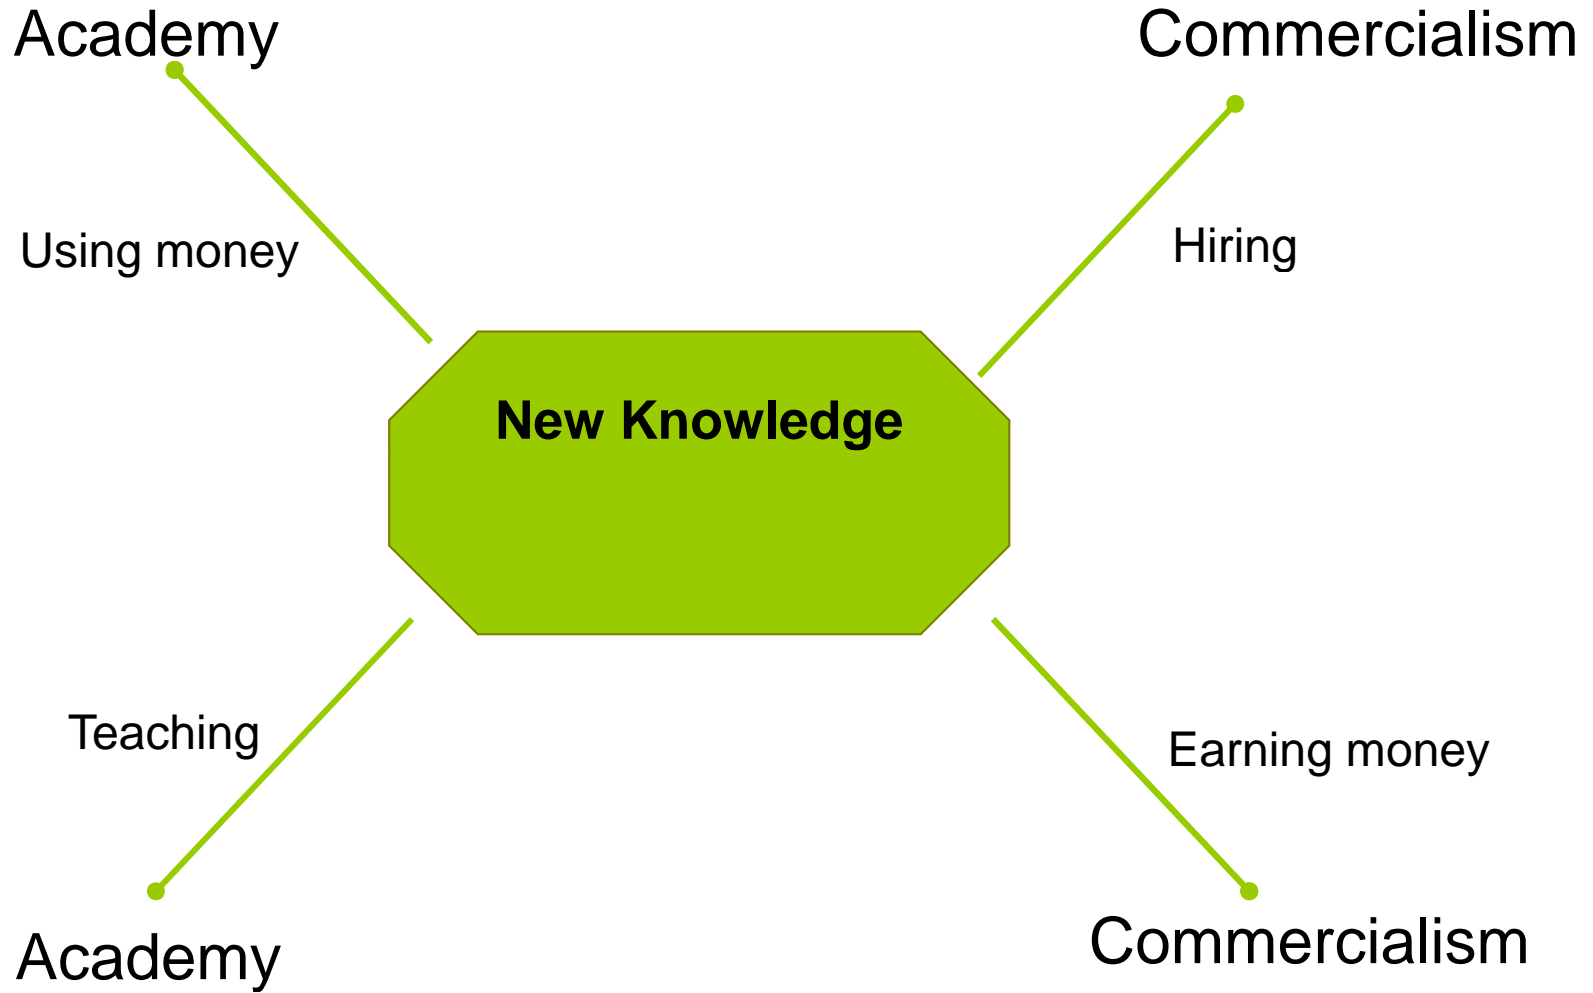 Academy
Commercialism
Using money
Hiring
New Knowledge
Teaching
Earning money
Academy
Commercialism